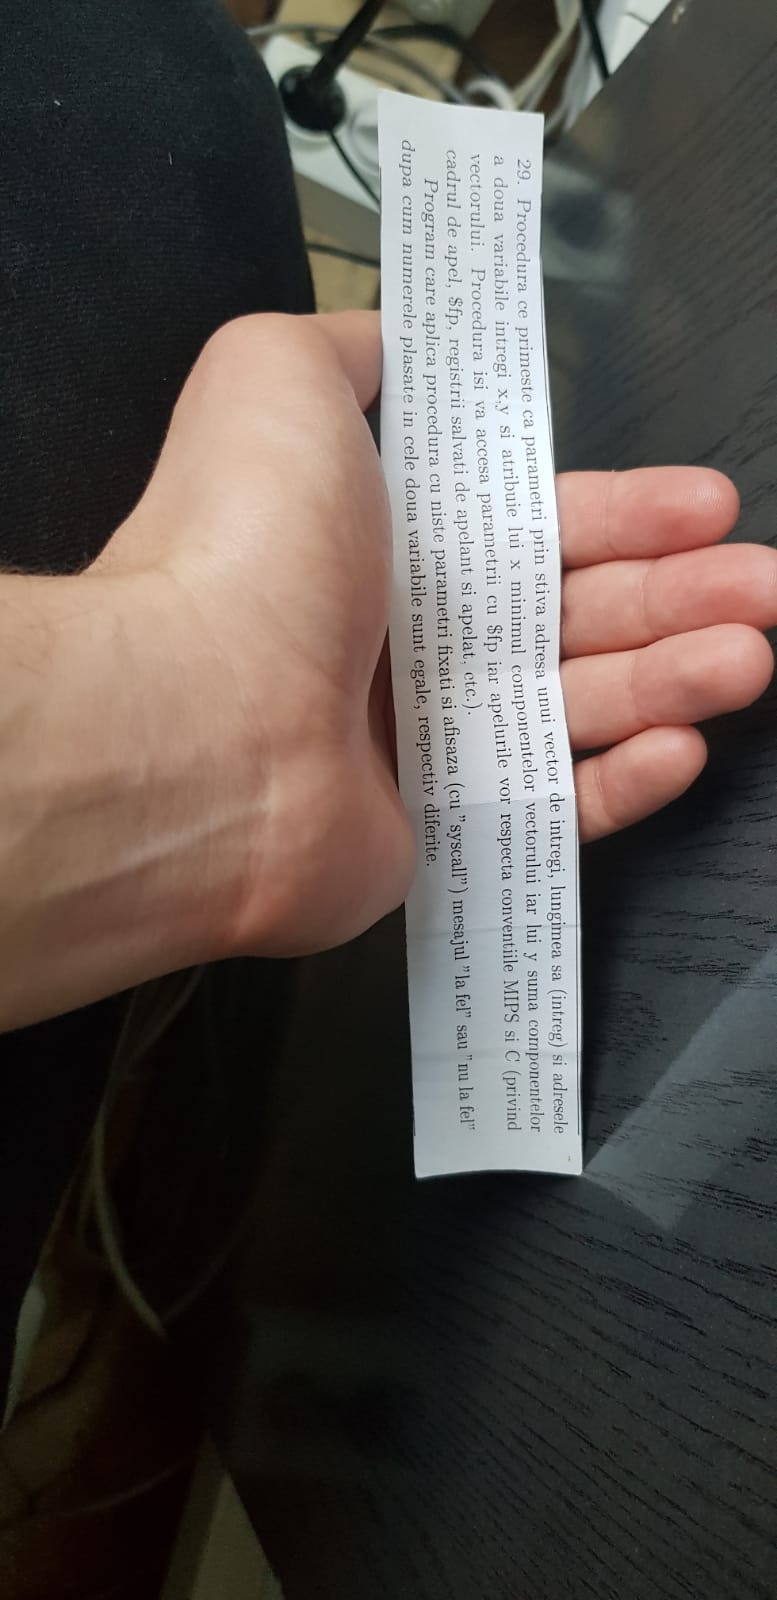 29. Procedura ce primeste ca parametri prin stiva adresa unui vector de intregi, lungimea sa (intreg) si adresele
a doua variabile intregi x,y si atribuie lui x minimul componentelor vectorului iar lui y suma componentelor
vectorului. Procedura isi va accesa parametrii cu $fp iar apelurile vor respecta conventiile MIPS si C (privind
cadrul de apel, $fp, registrii salvati de apelant si apelat, etc.).
Program care aplica procedura cu niste parametri fixati si afisaza (cu "syscall") mesajul "la fel" sau "nu la fel"
dupa cum numerele plasate in cele doua variabile sunt egale, respectiv diferite.